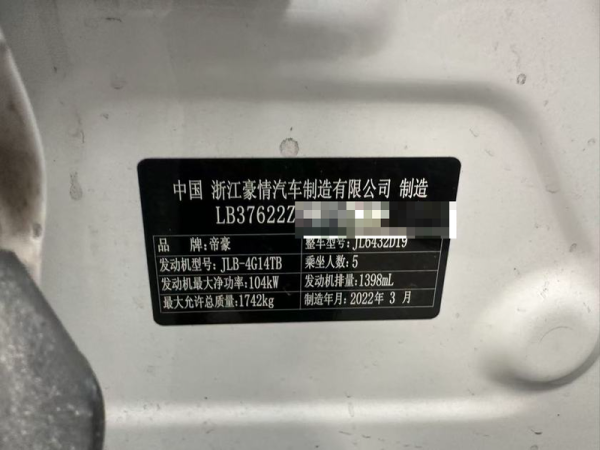 中国 浙江豪情汽车制造有限公司 制造
LB37622Z
品牌:帝豪 整车型号:JL6432D19
发动机型号:JLB-4G14TB 乘坐人数:5
发动机最大净功率:104kW 发动机排量:1398mL
最大允许总质量:1742kg 制造年月:2022年 3 月